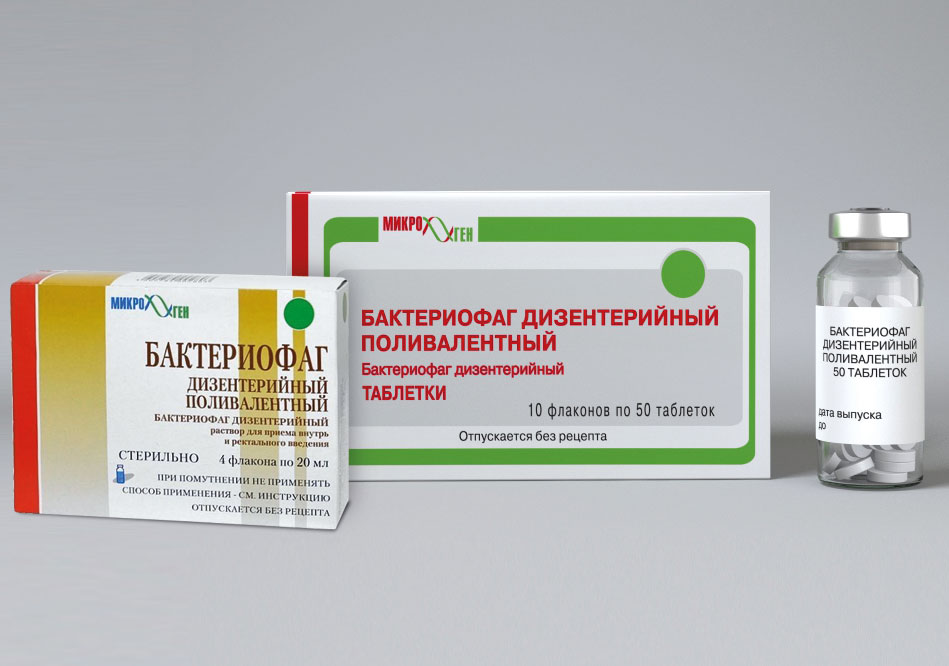 МИКРОГЕН
БАКТЕРИОФАГ
ДИЗЕНТЕРИЙНЫЙ
ПОЛИВАЛЕНТНЫЙ
БАКТЕРИОФАГ ДИЗЕНТЕРИЙНЫЙ
раствор для приема внутрь
и ректального введения
СТЕРИЛЬНО 4 флакона по 20 мл
ПРИ ПОМУТНЕНИИ НЕ ПРИМЕНЯТЬ
СПОСОБ ПРИМЕНЕНИЯ - СМ. ИНСТРУКЦИЮ
ОТПУСКАЕТСЯ БЕЗ РЕЦЕПТА
МИКРОГЕН
БАКТЕРИОФАГ ДИЗЕНТЕРИЙНЫЙ
ПОЛИВАЛЕНТНЫЙ
Бактериофаг дизентерийный
ТАБЛЕТКИ
10 флаконов по 50 таблеток
Отпускается без рецепта
БАКТЕРИОФАГ
ДИЗЕНТЕРИЙНЫЙ
ПОЛИВАЛЕНТНЫЙ
50 ТАБЛЕТОК
дата выпуска
до